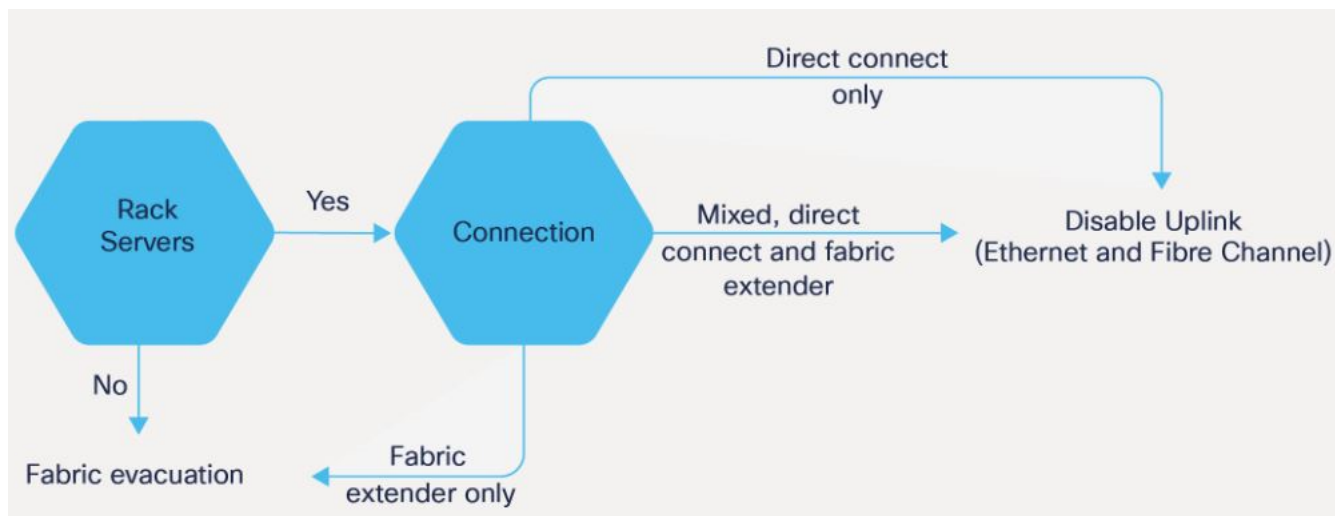 Direct connect
only
Rack
Servers
Yes
Connection
Mixed, direct
connect and fabric
extender
Disable Uplink
(Ethernet and Fibre Channel)
No
Fabric evacuation
Fabric
extender only